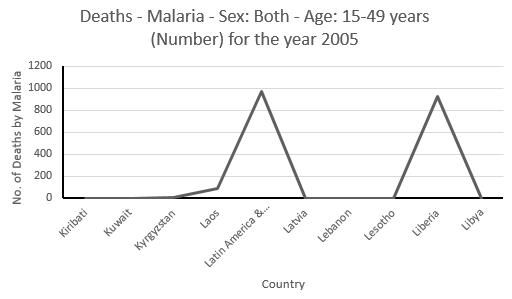 Deaths - Malaria - Sex: Both - Age: 15-49 years
(Number) for the year 2005
No. of Deaths by Malaria
1200
1000
800
600
400
200
0
Kiribati
Kuwait
Kyrgyzstan
Laos
Latin America &...
Latvia
Lebanon
Lesotho
Liberia
Libya
Country